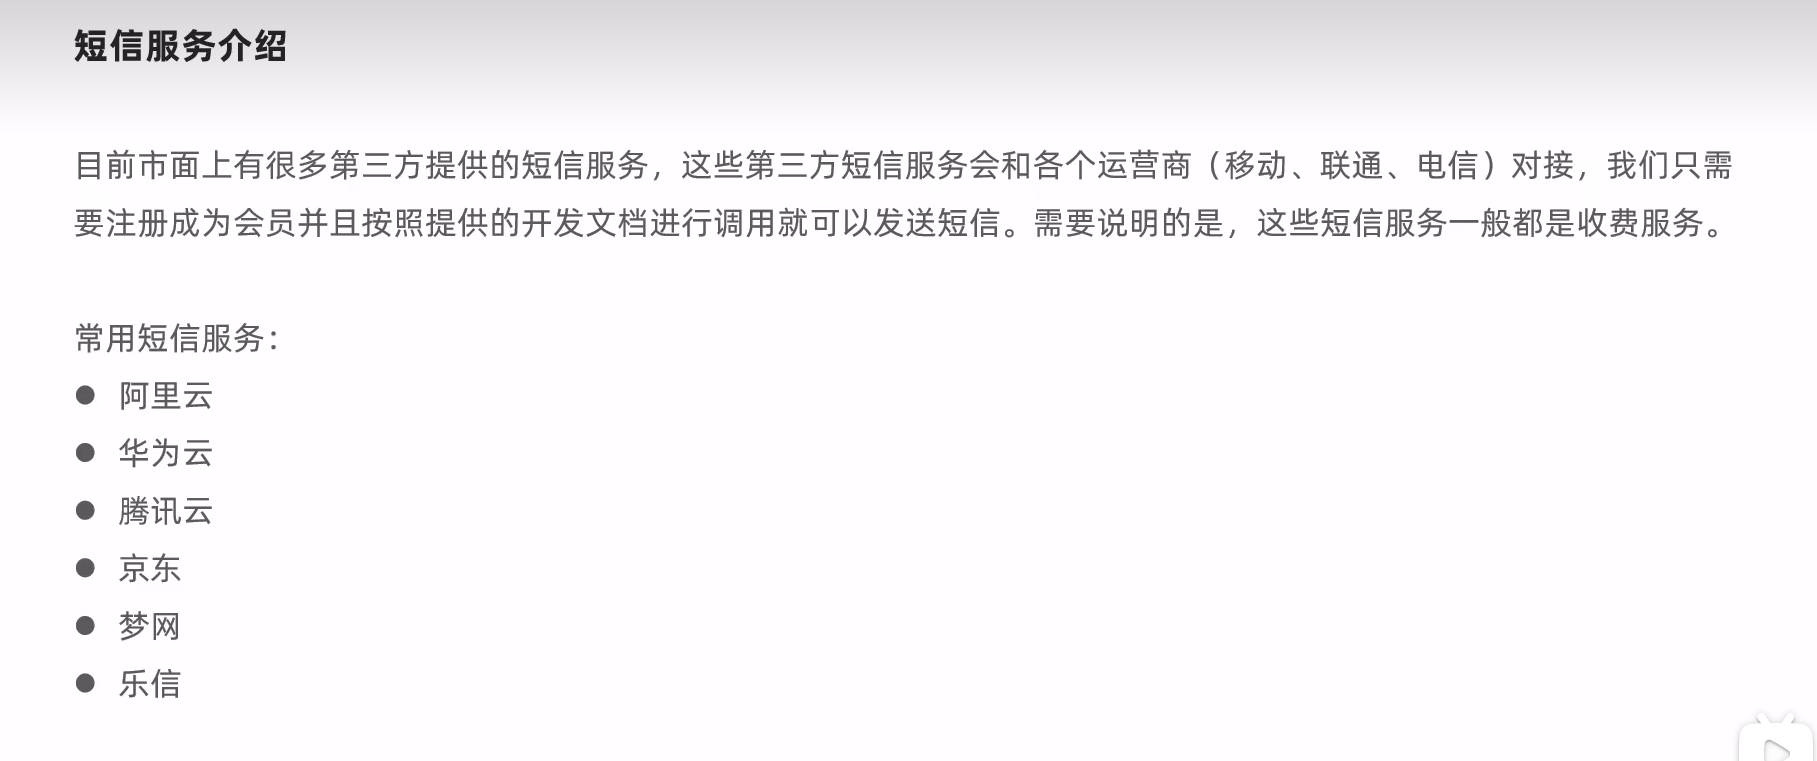 短信服务介绍
目前市面上有很多第三方提供的短信服务，这些第三方短信服务会和各个运营商（移动、联通、电信）对接，我们只需
要注册成为会员并且按照提供的开发文档进行调用就可以发送短信。需要说明的是，这些短信服务一般都是收费服务。
常用短信服务：
● 阿里云
● 华为云
● 腾讯云
● 京东
● 梦网
● 乐信